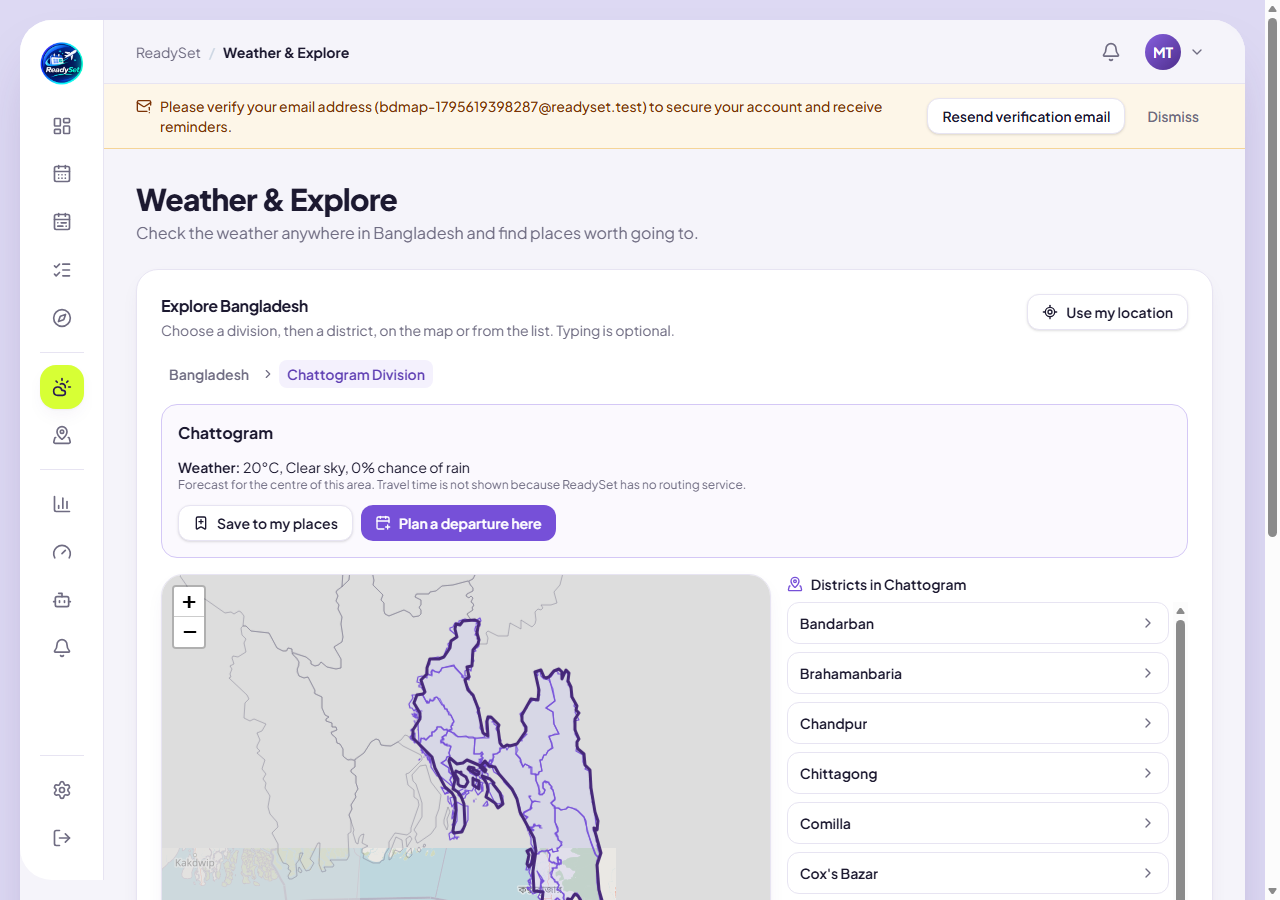 ReadySet
ReadySet / Weather & Explore
MT
Please verify your email address (bdmap-1795619398287@readyset.test) to secure your account and receive
reminders.
Resend verification email
Dismiss
Weather & Explore
Check the weather anywhere in Bangladesh and find places worth going to.
Explore Bangladesh
Choose a division, then a district, on the map or from the list. Typing is optional.
Use my location
Bangladesh > Chattogram Division
Chattogram
Weather: 20°C, Clear sky, 0% chance of rain
Forecast for the centre of this area. Travel time is not shown because ReadySet has no routing service.
Save to my places
Plan a departure here
+
−
Kakdwip
Districts in Chattogram
Bandarban
Brahamanbaria
Chandpur
Chittagong
Comilla
Cox's Bazar